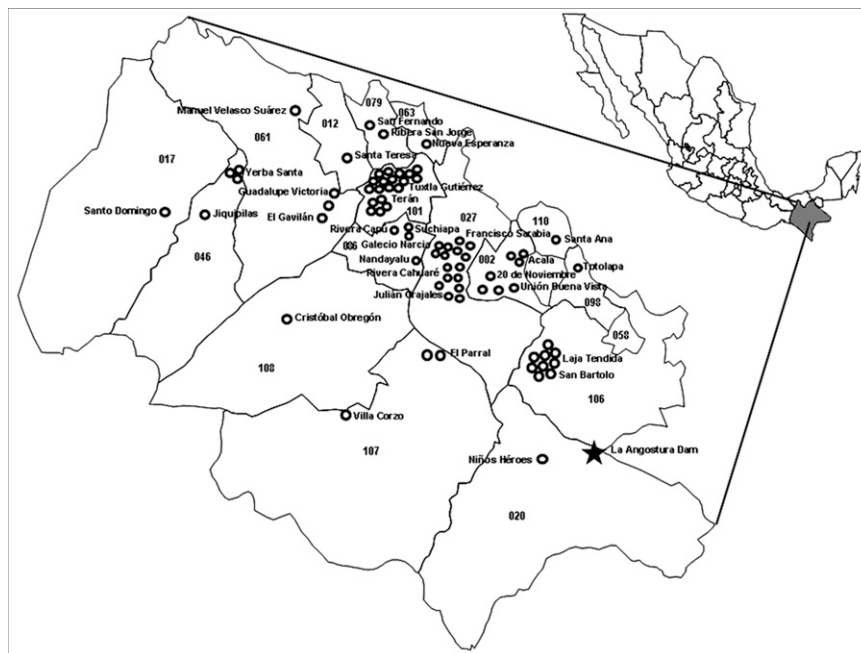 079
063
San Fernando
Manuel Velasco Suárez
012
Ribera San Jorge
061
Nueva Esperanza
017
Santa Teresa
Yerba Santa
Tuxtla Gutiérrez
Guadalupe Victoria
Terán
Santo Domingo
Jiquipilas
El Gavilán
101
027
110
Rivera Capú
Suchiapa
Francisco Sarabia
Santa Ana
086
Galecio Narcia
002
046
Nandayalu
Acala
Totolapa
Rivera Cahuaré
20 de Noviembre
Unión Buena Vista
Julián Grajales
098
Cristóbal Obregón
058
El Parral
Laja Tendida
108
San Bartolo
106
Villa Corzo
107
La Angostura Dam
Niños Héroes
020